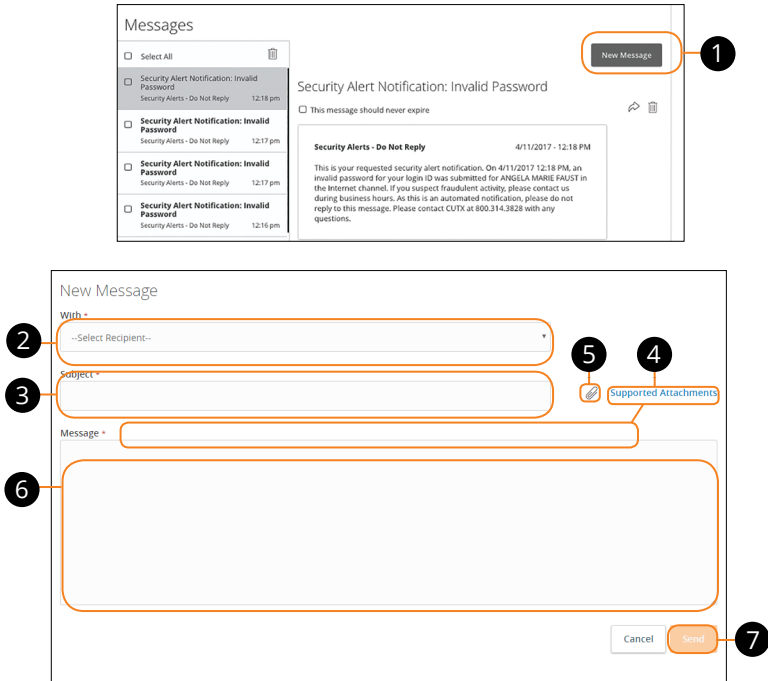 Messages
Select All
New Message
1
Security Alert Notification: Invalid
Password
Security Alerts - Do Not Reply 12:18 pm
Security Alert Notification: Invalid
Password
Security Alerts - Do Not Reply 12:17 pm
Security Alert Notification: Invalid
Password
Security Alerts - Do Not Reply 12:17 pm
Security Alert Notification: Invalid
Password
Security Alerts - Do Not Reply 12:16 pm
Security Alert Notification: Invalid Password
This message should never expire
Security Alerts - Do Not Reply 4/11/2017 - 12:18 PM
This is your requested security alert notification. On 4/11/2017 12:18 PM, an
invalid password for your login ID was submitted for ANGELA MARIE FAUST in
the Internet channel. If you suspect fraudulent activity, please contact us
during business hours. As this is an automated notification, please do not
reply to this message. Please contact CUTX at 800.314.3828 with any
questions.
New Message
With *
2
--Select Recipient--
5
4
Subject *
3
Supported Attachments
Message *
6
Cancel
Send
7